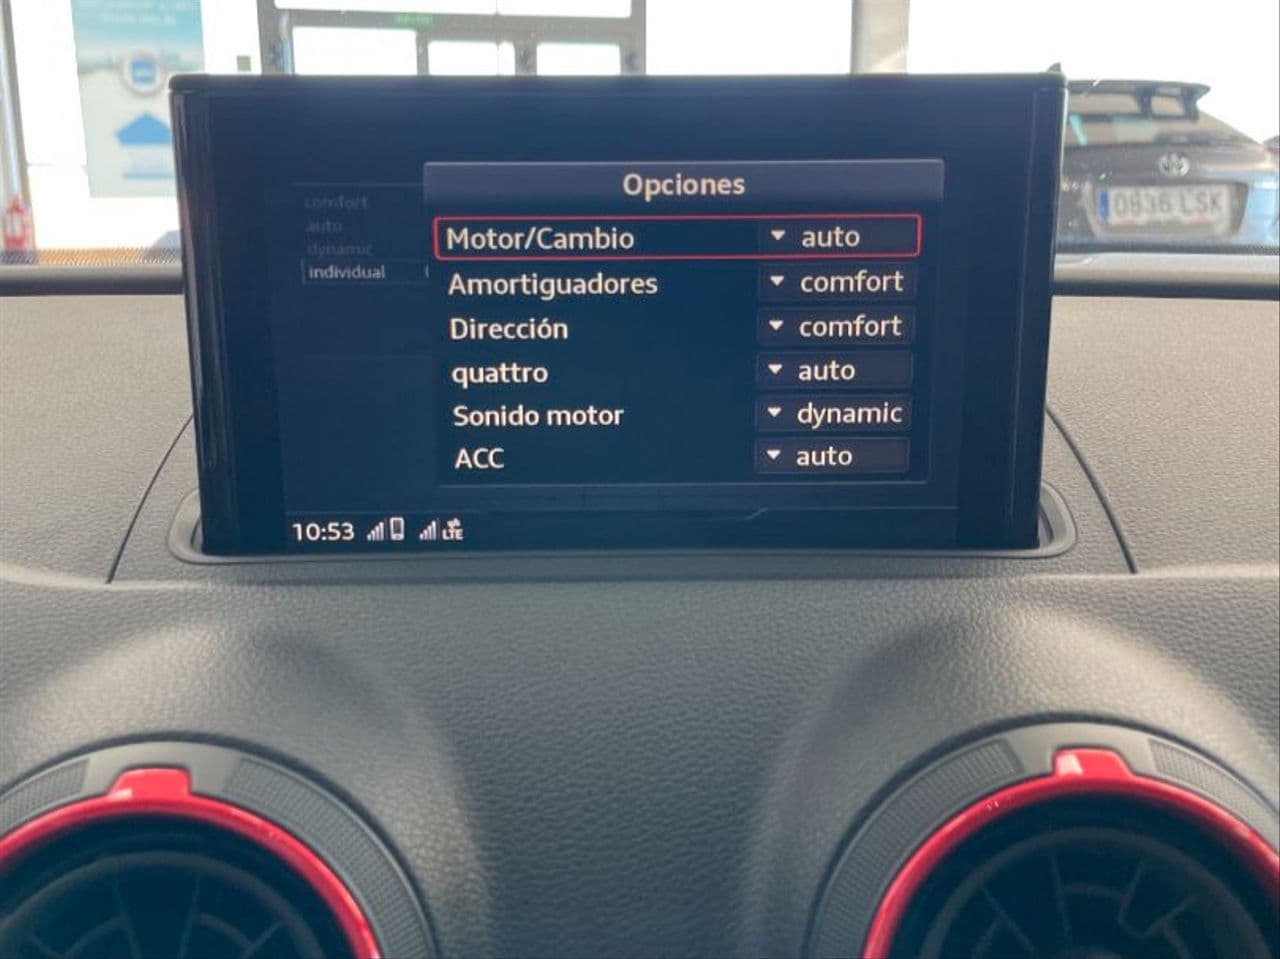 Opciones
comfort
auto
dynamic
individual
Motor/Cambio auto
Amortiguadores comfort
Dirección comfort
quattro auto
Sonido motor dynamic
ACC auto
10:53 LTE
0836 LSK